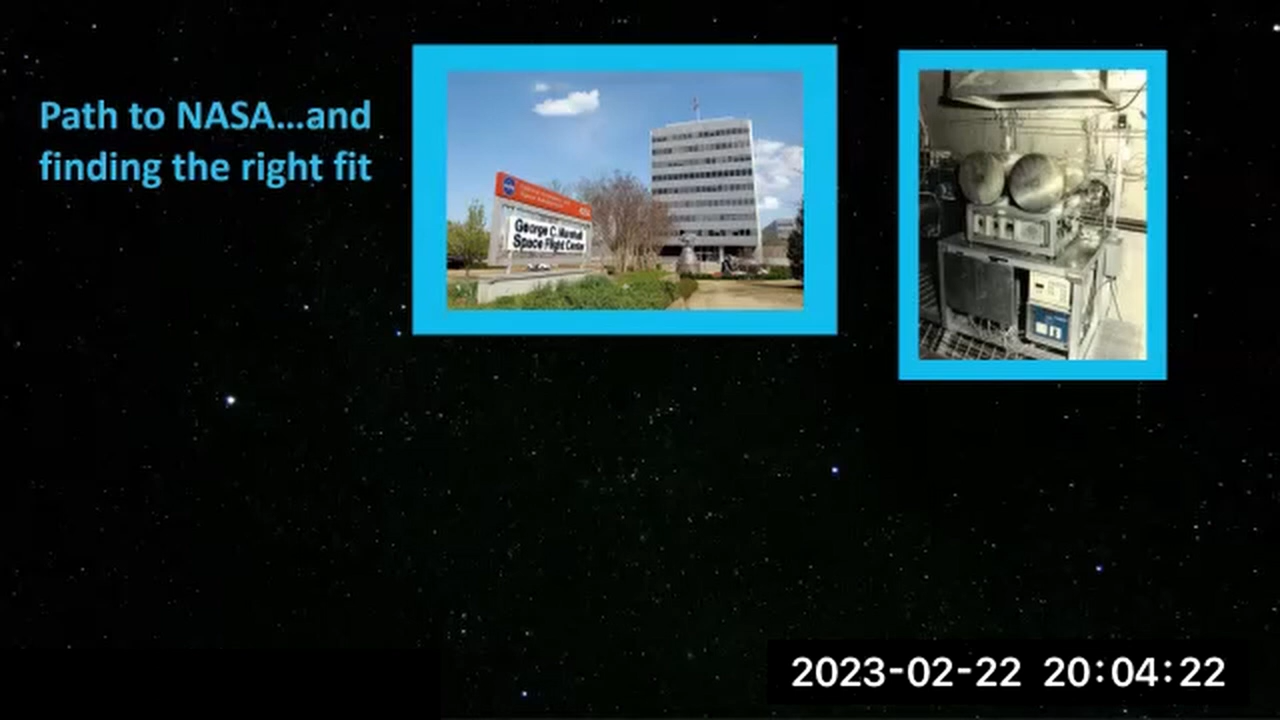 Path to NASA...and
finding the right fit
George C. Marshall
Space Flight Center
2023-02-22 20:04:22